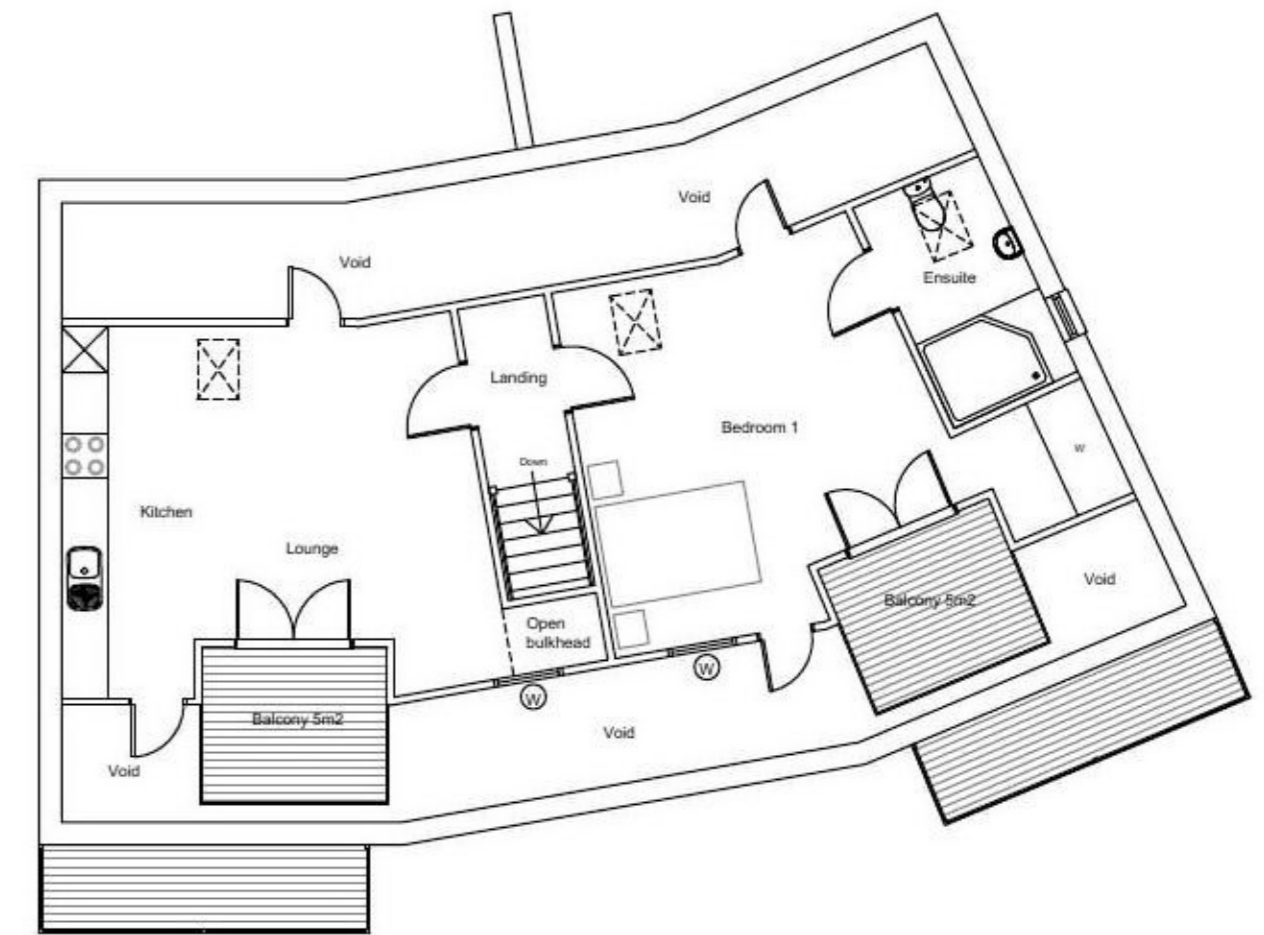 Void
Void
Ensuite
Landing
Bedroom 1
W
Down
Kitchen
Lounge
Void
Balcony 5m2
Open
bulkhead
W
W
Balcony 5m2
Void
Void